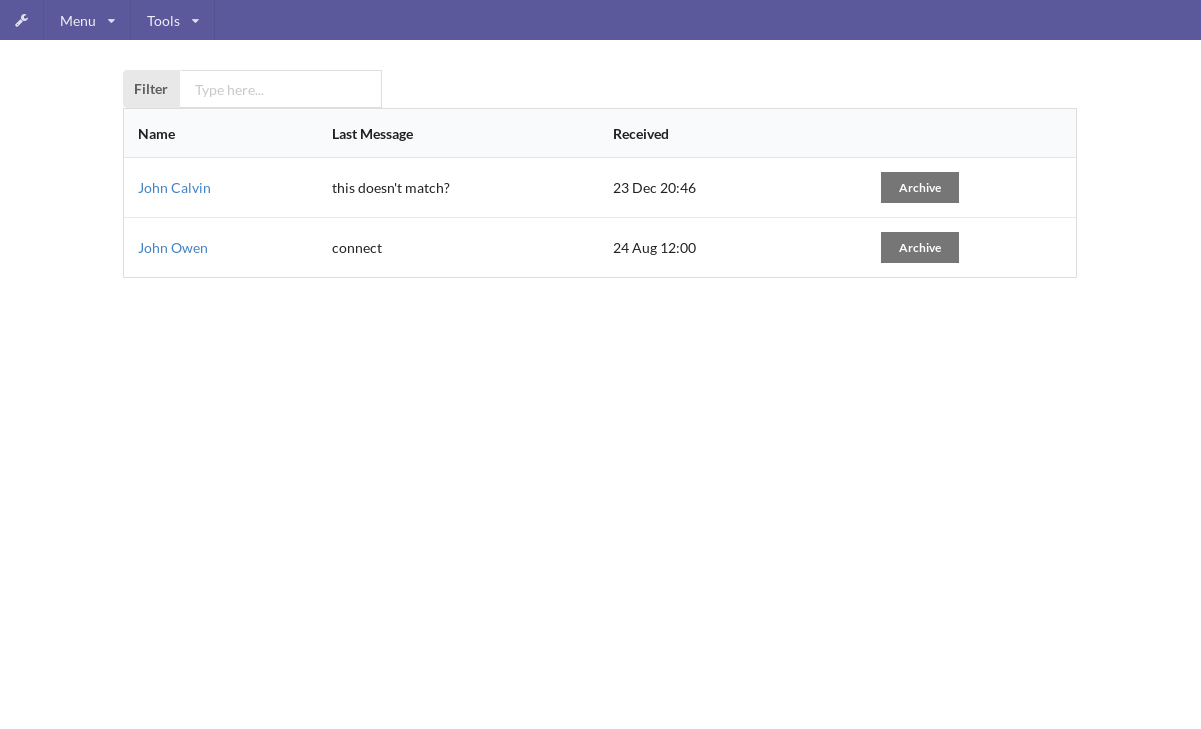 Menu Tools
Filter Type here...
Name Last Message Received
John Calvin this doesn't match? 23 Dec 20:46 Archive
John Owen connect 24 Aug 12:00 Archive